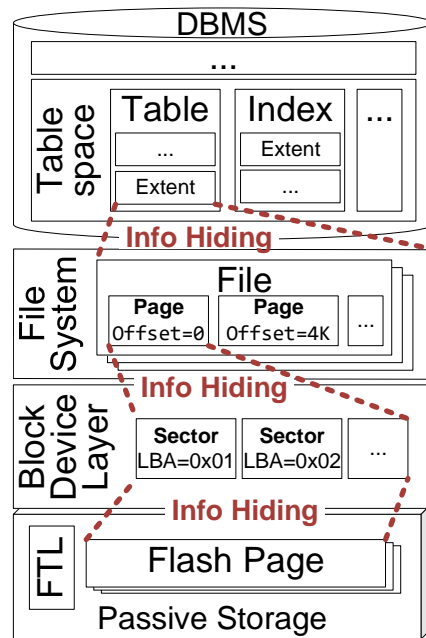 DBMS
...
Table space
Table
...
Extent
Index
Extent
...
...
Info Hiding
File System
File
Page
Offset=0
Page
Offset=4K
...
Info Hiding
Block Device Layer
Sector
LBA=0x01
Sector
LBA=0x02
...
Info Hiding
FTL
Flash Page
Passive Storage